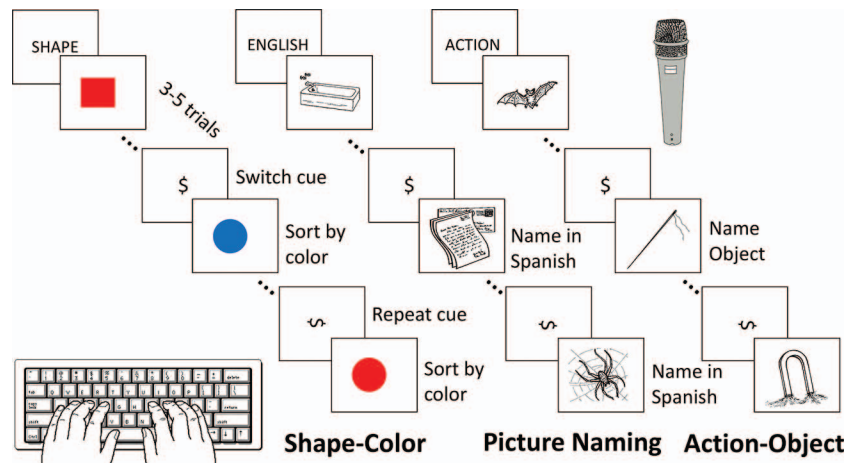 SHAPE
ENGLISH
ACTION
3-5 trials
$
Switch cue
$
$
Sort by
color
Name in
Spanish
Name
Object
$
Repeat cue
$
$
Sort by
color
Name in
Spanish
Shape-Color
Picture Naming
Action-Object